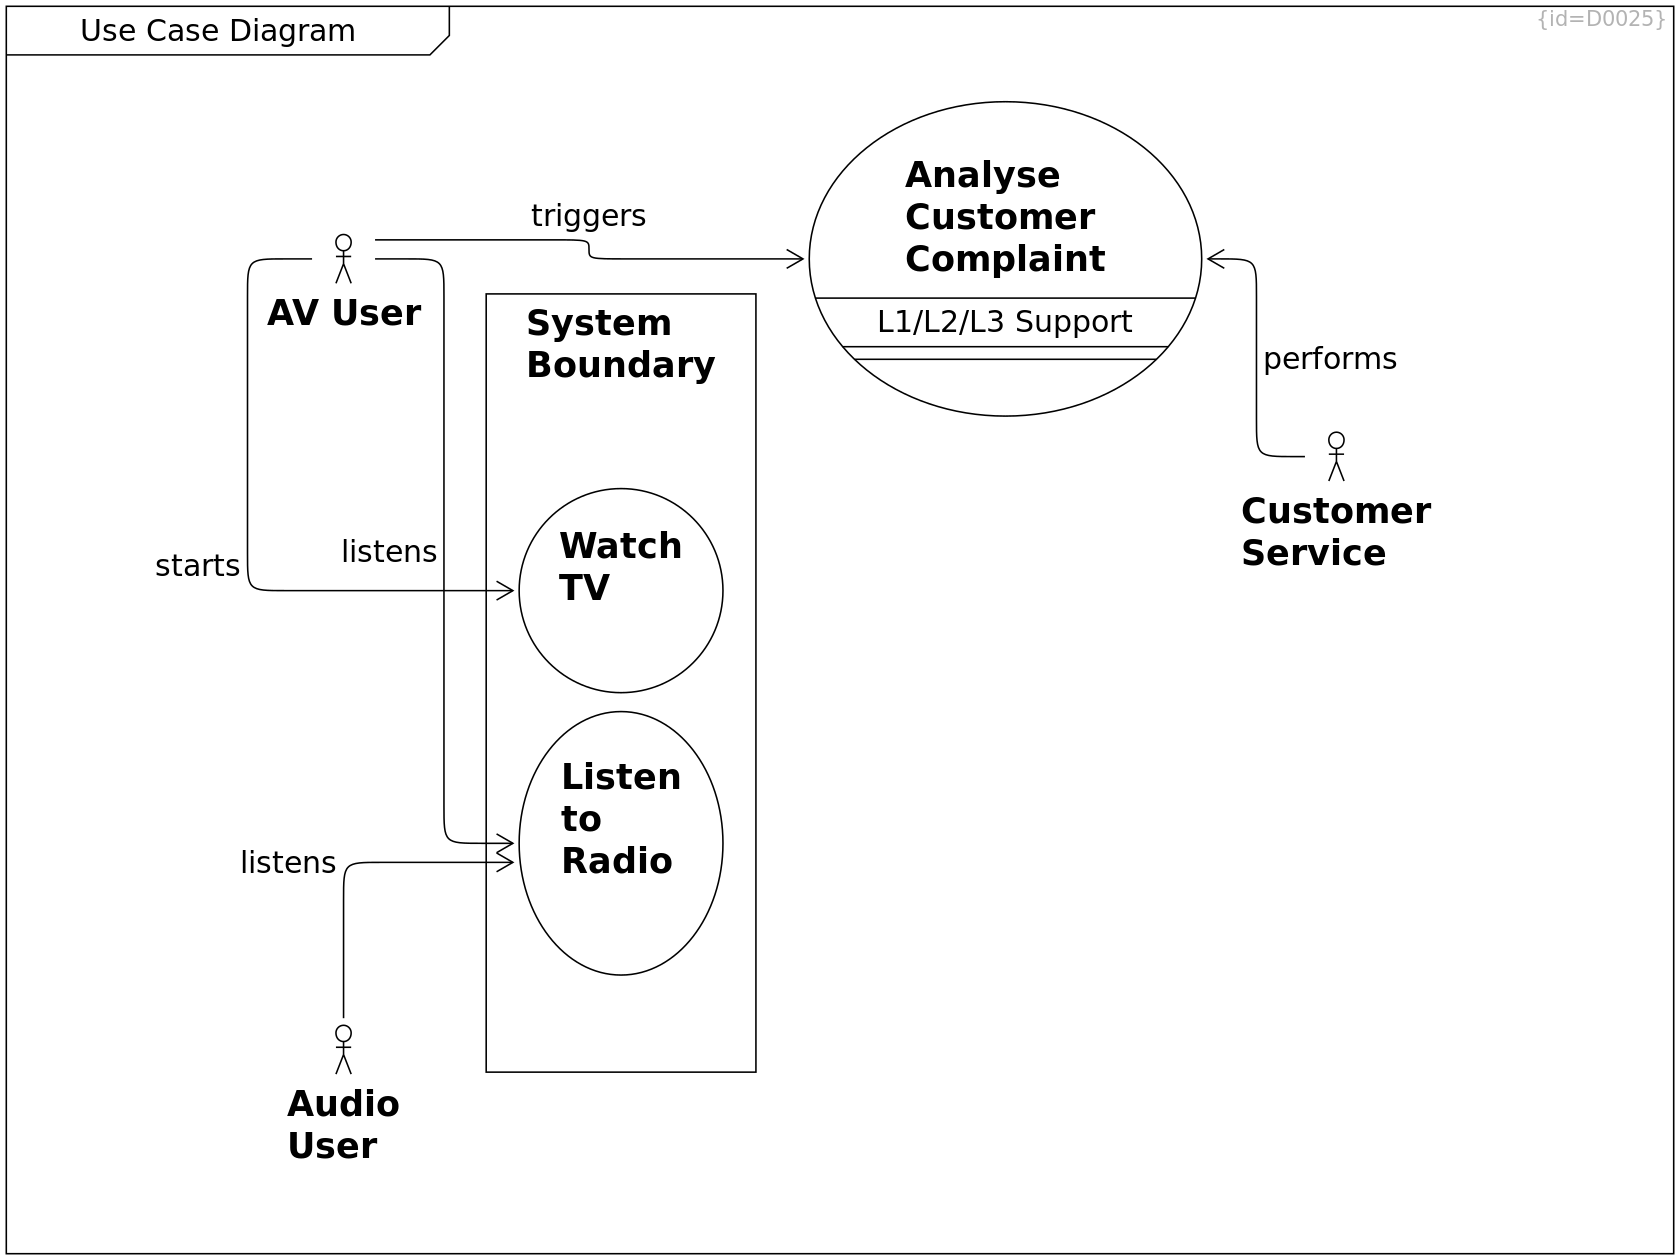 Use Case Diagram
{id=D0025}
Analyse
Customer
Complaint
L1/L2/L3 Support
triggers
AV User
System
Boundary
performs
Customer
Service
starts
listens
Watch
TV
Listen
to
Radio
listens
Audio
User